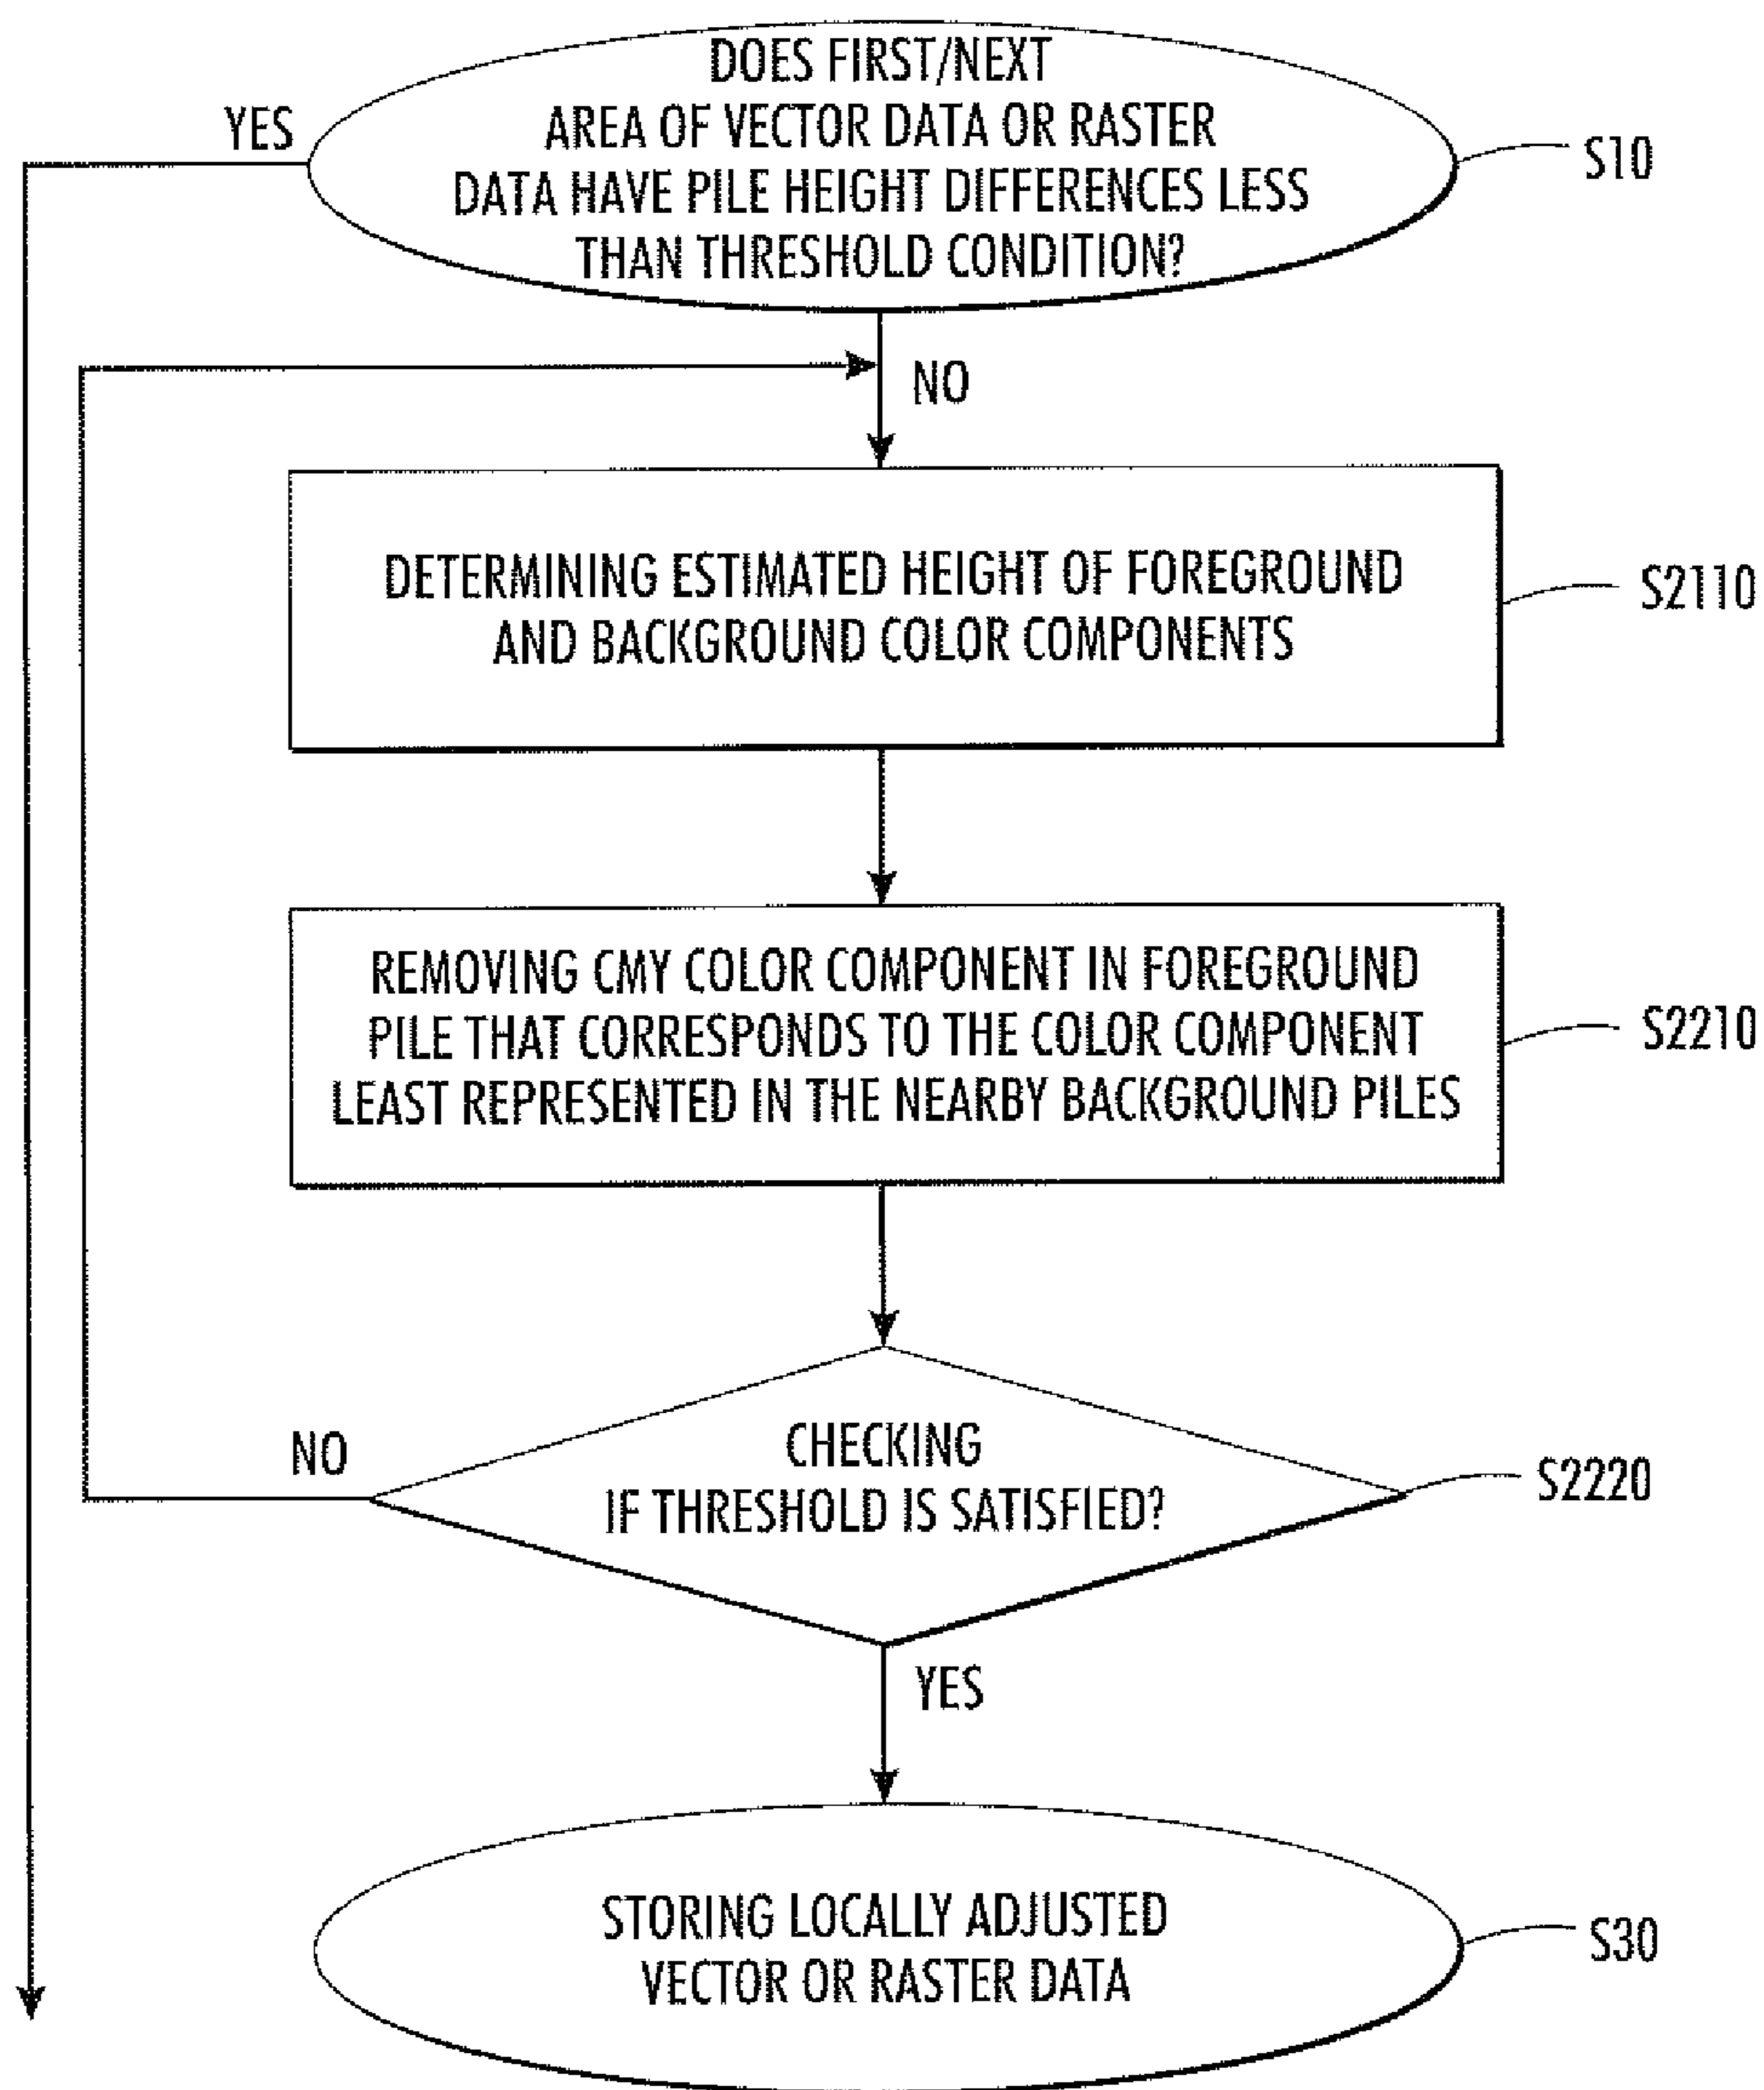 DOES FIRST/NEXT
AREA OF VECTOR DATA OR RASTER
DATA HAVE PILE HEIGHT DIFFERENCES LESS
THAN THRESHOLD CONDITION?
YES
S10
NO
DETERMINING ESTIMATED HEIGHT OF FOREGROUND
AND BACKGROUND COLOR COMPONENTS
S2110
REMOVING CMY COLOR COMPONENT IN FOREGROUND
PILE THAT CORRESPONDS TO THE COLOR COMPONENT
LEAST REPRESENTED IN THE NEARBY BACKGROUND PILES
S2210
CHECKING
IF THRESHOLD IS SATISFIED?
NO
S2220
YES
STORING LOCALLY ADJUSTED
VECTOR OR RASTER DATA
S30